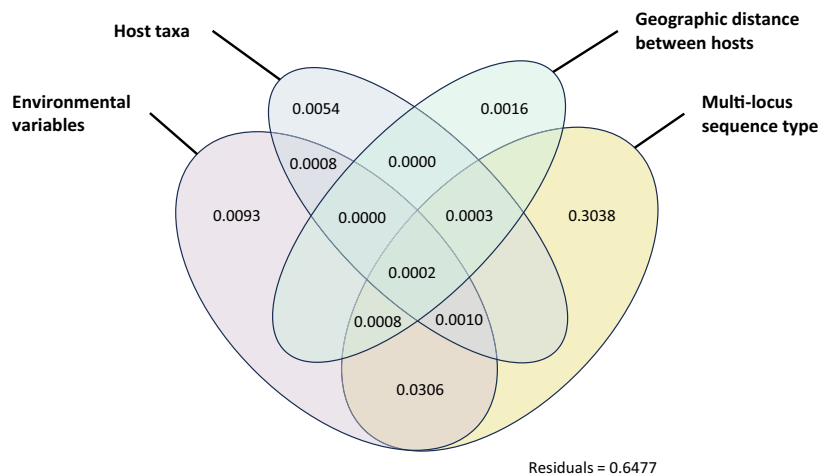 Host taxa
Geographic distance
between hosts
Environmental
variables
Multi-locus
sequence type
0.0054
0.0016
0.0008
0.0000
0.0093
0.0000
0.0003
0.3038
0.0002
0.0008
0.0010
0.0306
Residuals = 0.6477